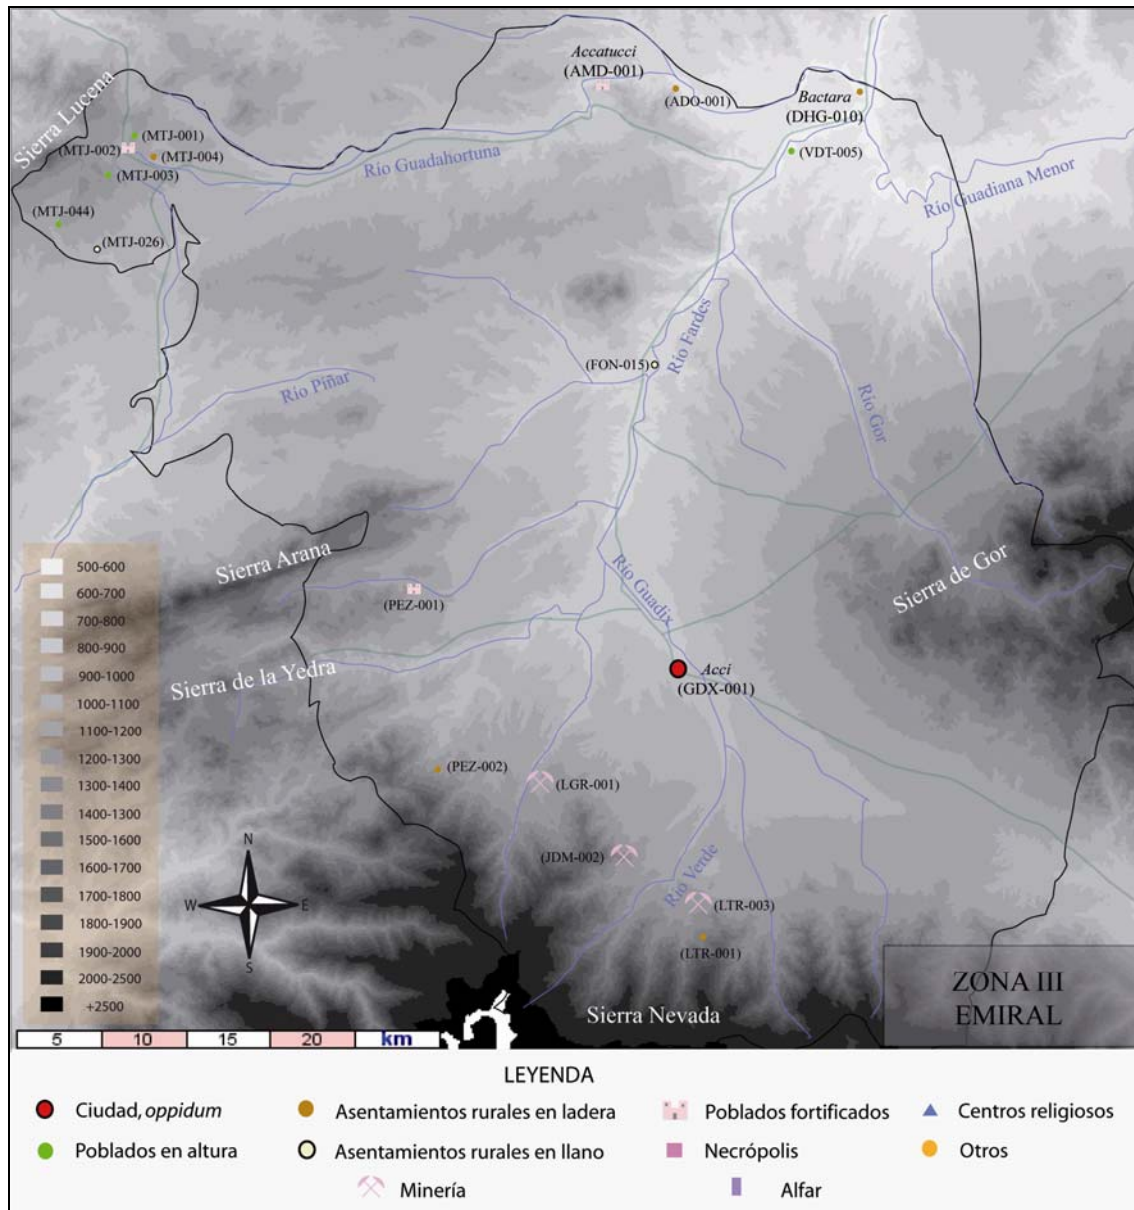 Accatucci
(AMD-001)
(ADO-001)
Bactara
(DHG-010)
Sierra Lucena
(MTJ-001)
(MTJ-002)
(MTJ-004)
(MTJ-003)
Río Guadahortuna
(VDT-005)
Río Guadiana Menor
(MTJ-044)
(MTJ-026)
Río Fardes
(FON-015)
Río Píñar
Río Gor
Sierra Arana
Río Guadix
Sierra de Gor
(PEZ-001)
Sierra de la Yedra
Acci
(GDX-001)
(PEZ-002)
(LGR-001)
(JDM-002)
Río Verde
(LTR-003)
(LTR-001)
Sierra Nevada
500-600
600-700
700-800
800-900
900-1000
1000-1100
1100-1200
1200-1300
1300-1400
1400-1300
1500-1600
1600-1700
1700-1800
1800-1900
1900-2000
2000-2500
+2500
N
W
E
S
ZONA III
EMIRAL
5 10 15 20 km
LEYENDA
Ciudad, oppidum
Asentamientos rurales en ladera
Poblados fortificados
Centros religiosos
Poblados en altura
Asentamientos rurales en llano
Necrópolis
Otros
Minería
Alfar